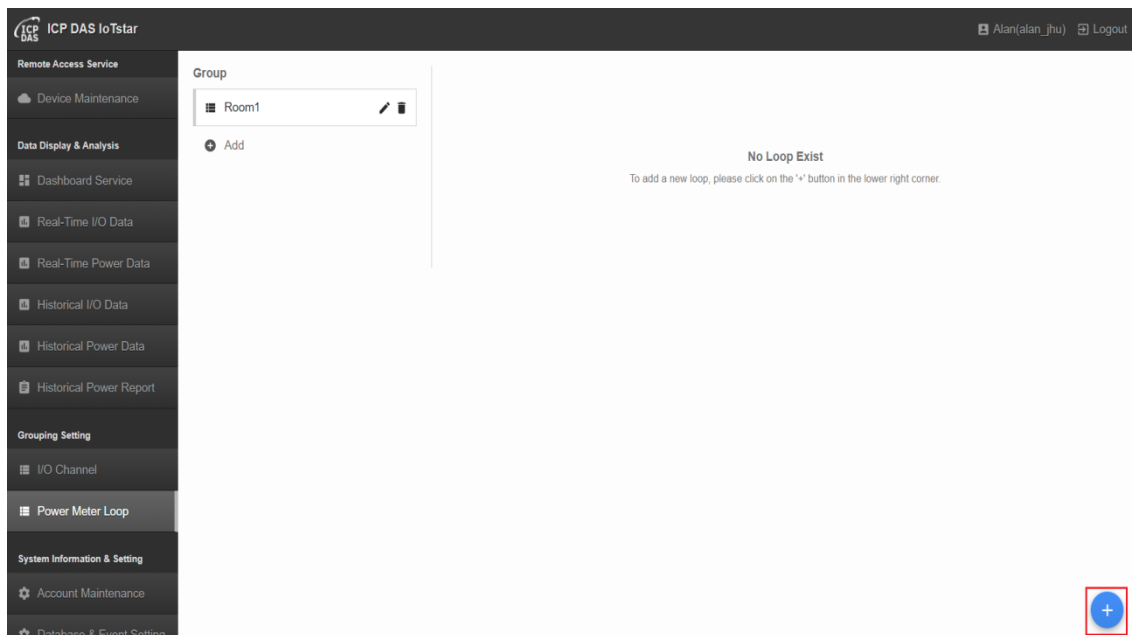 ICP DAS
ICP DAS IoTstar
Alan(alan_jhu) Logout
Remote Access Service
Device Maintenance
Data Display & Analysis
Dashboard Service
Real-Time I/O Data
Real-Time Power Data
Historical I/O Data
Historical Power Data
Historical Power Report
Grouping Setting
I/O Channel
Power Meter Loop
System Information & Setting
Account Maintenance
Database & Event Setting
Group
Room1
Add
No Loop Exist
To add a new loop, please click on the '+' button in the lower right corner.
+